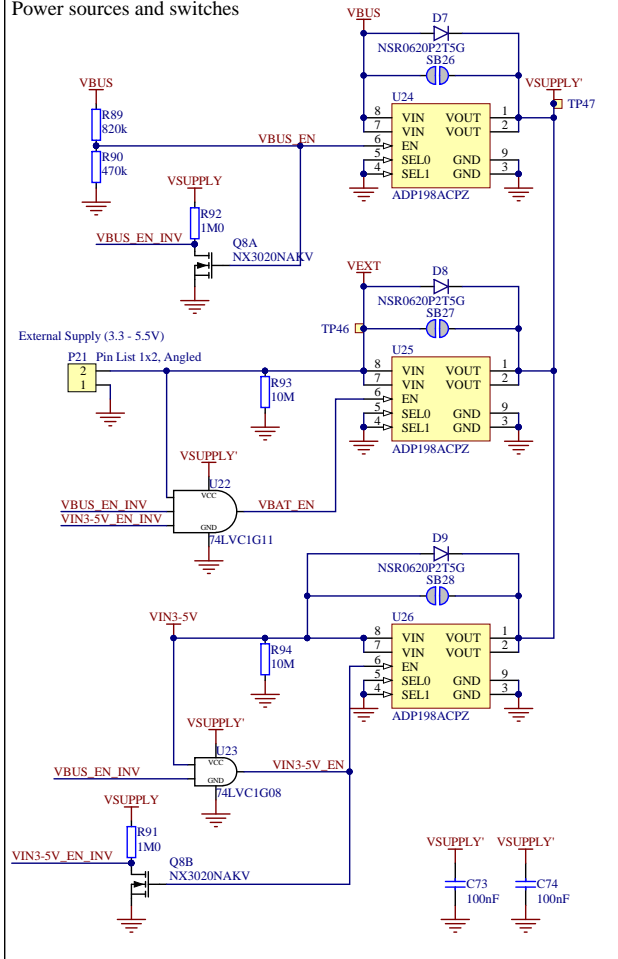 Power sources and switches
VBUS
D7
NSR0620P2T5G
SB26
VBUS
VSUPPLY'
TP47
R89
820k
U24
8 VIN VOUT 1
7 VIN VOUT 2
6 EN
5 SEL0 GND 9
4 SEL1 GND 3
ADP198ACPZ
VBUS_EN
R90
470k
VSUPPLY
R92
1M0
VBUS_EN_INV
Q8A
NX3020NAKV
VEXT
D8
NSR0620P2T5G
SB27
TP46
External Supply (3.3 - 5.5V)
P21 Pin List 1x2, Angled
2
1
R93
10M
U25
8 VIN VOUT 1
7 VIN VOUT 2
6 EN
5 SEL0 GND 9
4 SEL1 GND 3
ADP198ACPZ
VSUPPLY'
U22
VCC
VBUS_EN_INV
VIN3-5V_EN_INV
VBAT_EN
GND
74LVC1G11
D9
NSR0620P2T5G
SB28
VIN3-5V
R94
10M
U26
8 VIN VOUT 1
7 VIN VOUT 2
6 EN
5 SEL0 GND 9
4 SEL1 GND 3
ADP198ACPZ
VSUPPLY'
U23
VCC
VBUS_EN_INV
VIN3-5V_EN
GND
74LVC1G08
VSUPPLY
R91
1M0
VIN3-5V_EN_INV
Q8B
NX3020NAKV
VSUPPLY' VSUPPLY'
C73 C74
100nF 100nF